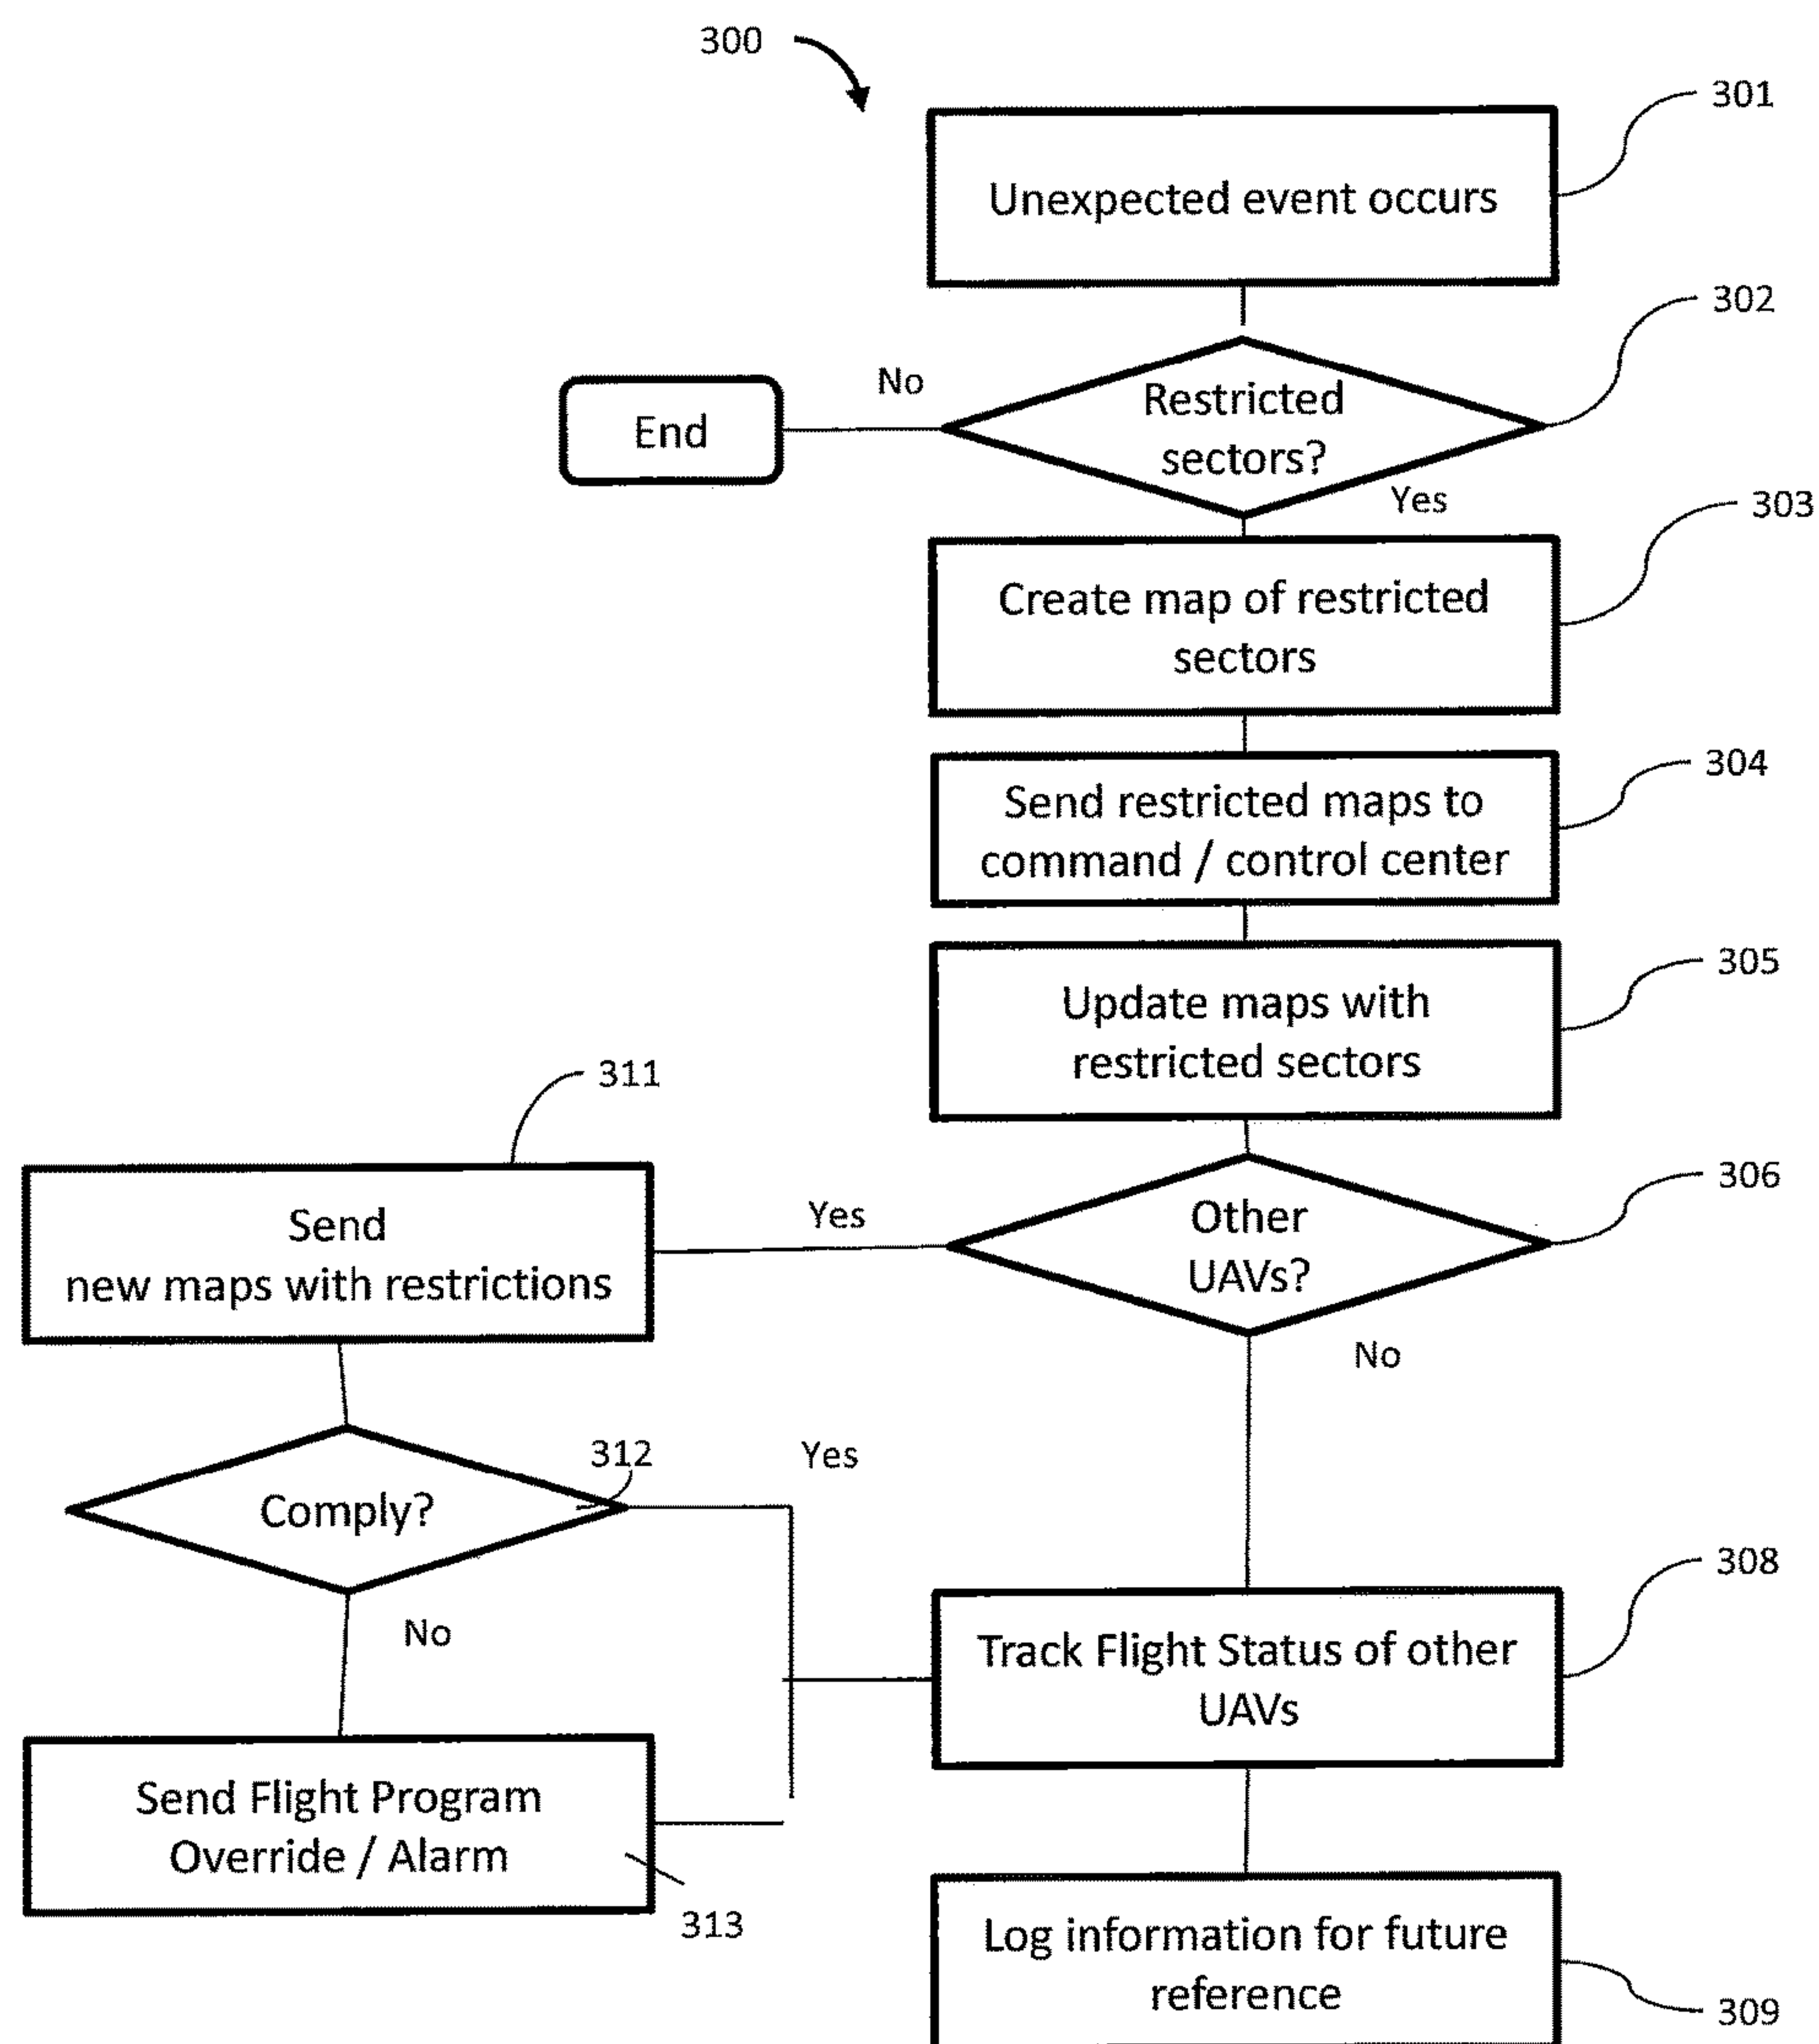 300
301
Unexpected event occurs
302
No
Restricted
sectors?
End
Yes
303
Create map of restricted
sectors
304
Send restricted maps to
command / control center
305
Update maps with
restricted sectors
311
306
Send
new maps with restrictions
Yes
Other
UAVs?
No
312
Yes
Comply?
308
No
Track Flight Status of other
UAVs
Send Flight Program
Override / Alarm
313
Log information for future
reference
309